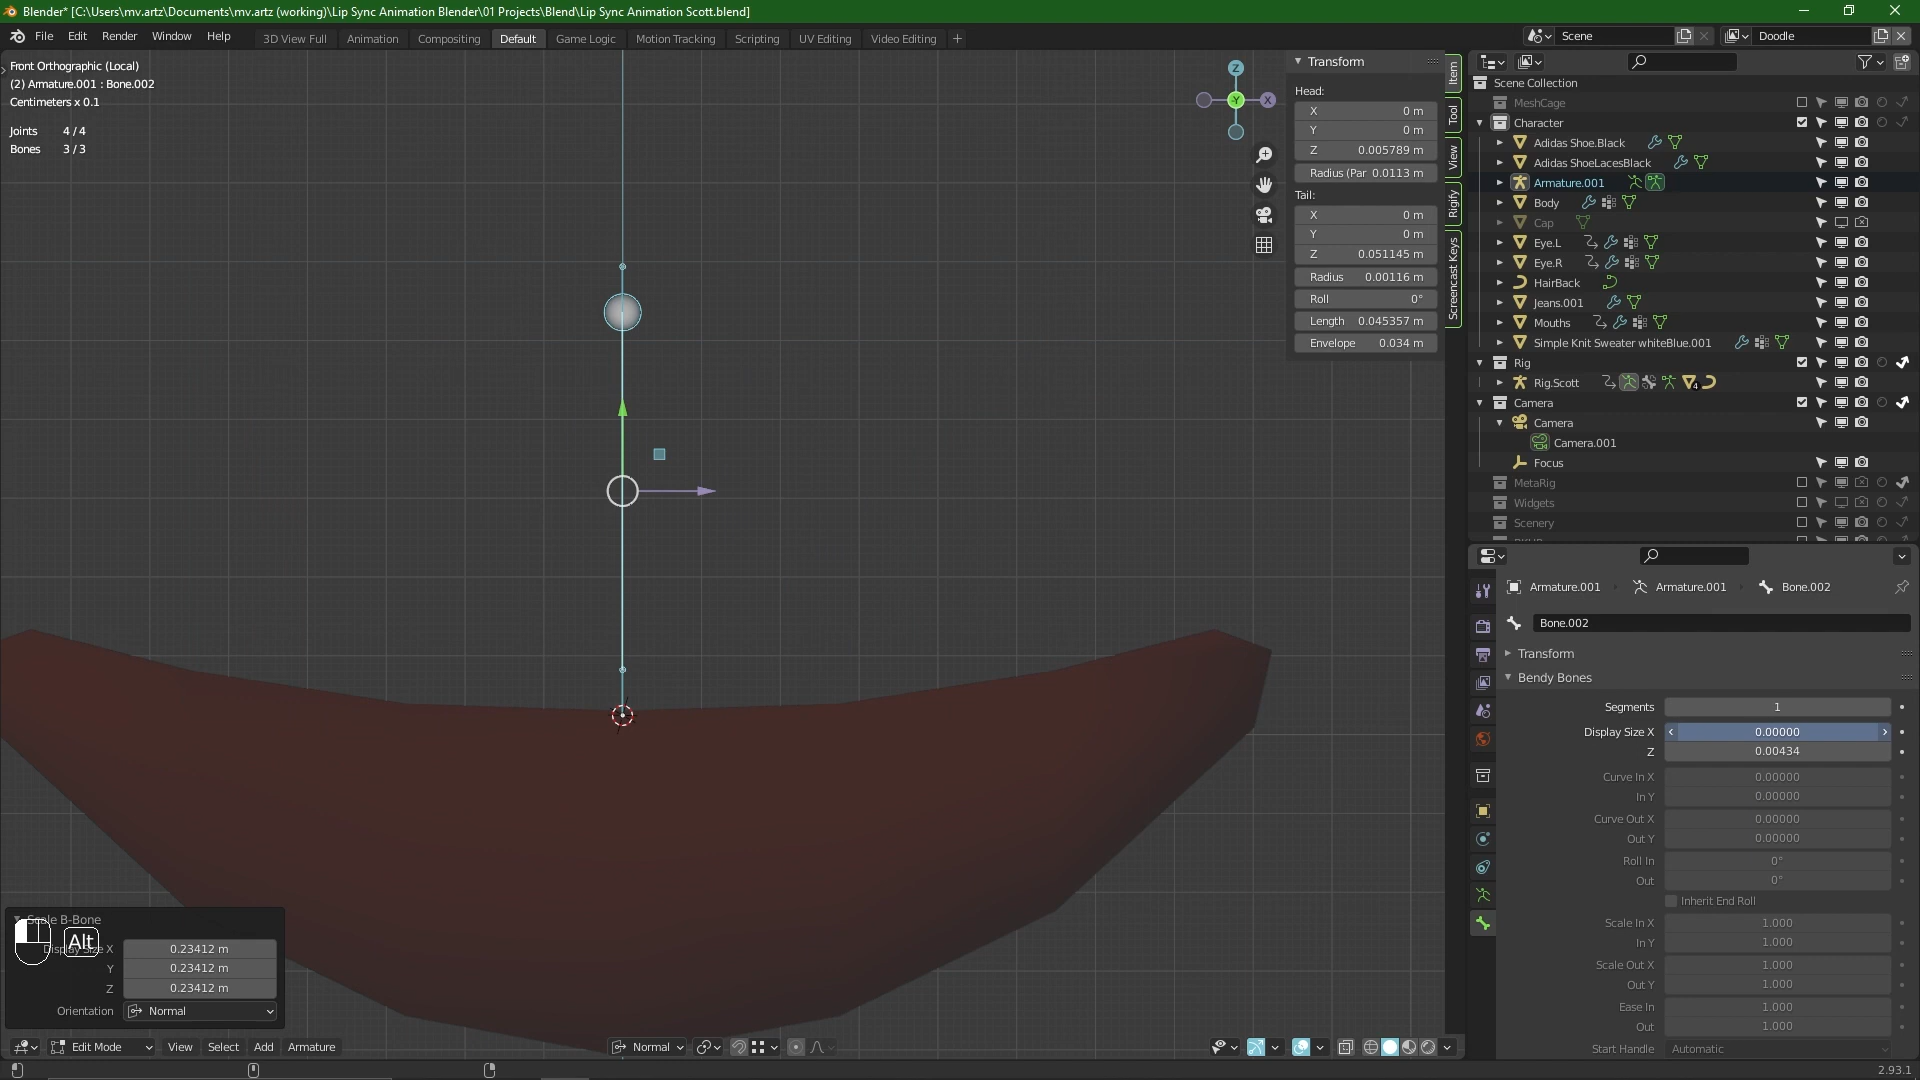 Blender* [C:\Users\mv.artz\Documents\mv.artz (working)\Lip Sync Animation Blender\01 Projects\Blend\Lip Sync Animation Scott.blend]
File Edit Render Window Help 3D View Full Animation Compositing Default Game Logic Motion Tracking Scripting UV Editing Video Editing + Scene Doodle
Front Orthographic (Local)
(2) Armature.001 : Bone.002
Centimeters x 0.1
Joints 4 / 4
Bones 3 / 3
Z
-Y
X
Transform
Head:
X 0 m
Y 0 m
Z 0.005789 m
Radius (Par 0.0113 m
Tail:
X 0 m
Y 0 m
Z 0.051145 m
Radius 0.00116 m
Roll 0°
Length 0.045357 m
Envelope 0.034 m
Item
Tool
View
Rigify
Screencast Keys
Scene Collection
MeshCage
Character
Adidas Shoe.Black
Adidas ShoeLacesBlack
Armature.001
Body
Cap
Eye.L
Eye.R
HairBack
Jeans.001
Mouths
Simple Knit Sweater whiteBlue.001
Rig
Rig.Scott 4
Camera
Camera
Camera.001
Focus
MetaRig
Widgets
Scenery
Armature.001 Armature.001 Bone.002
Bone.002
Transform
Bendy Bones
Segments 1
Display Size X 0.00000
Z 0.00434
Curve In X 0.00000
In Y 0.00000
Curve Out X 0.00000
Out Y 0.00000
Roll In 0°
Out 0°
Inherit End Roll
Scale In X 1.000
In Y 1.000
Scale Out X 1.000
Out Y 1.000
Ease In 1.000
Out 1.000
Start Handle Automatic
Scale B-Bone
Alt
Display Size X 0.23412 m
Y 0.23412 m
Z 0.23412 m
Orientation Normal
Edit Mode View Select Add Armature Normal
2.93.1